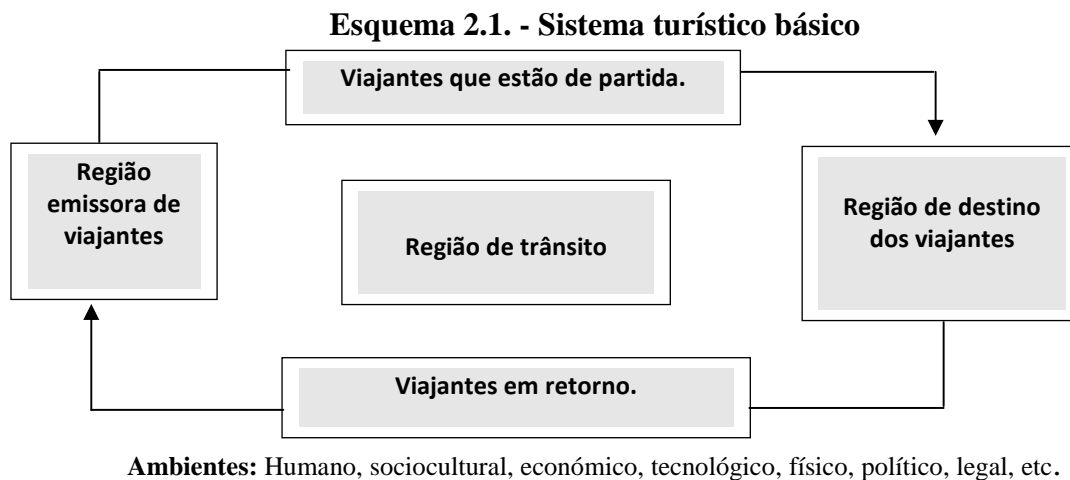 Esquema 2.1. - Sistema turístico básico
Viajantes que estão de partida.
Região
emissora de
viajantes
Região de trânsito
Região de destino
dos viajantes
Viajantes em retorno.
Ambientes: Humano, sociocultural, económico, tecnológico, físico, político, legal, etc.